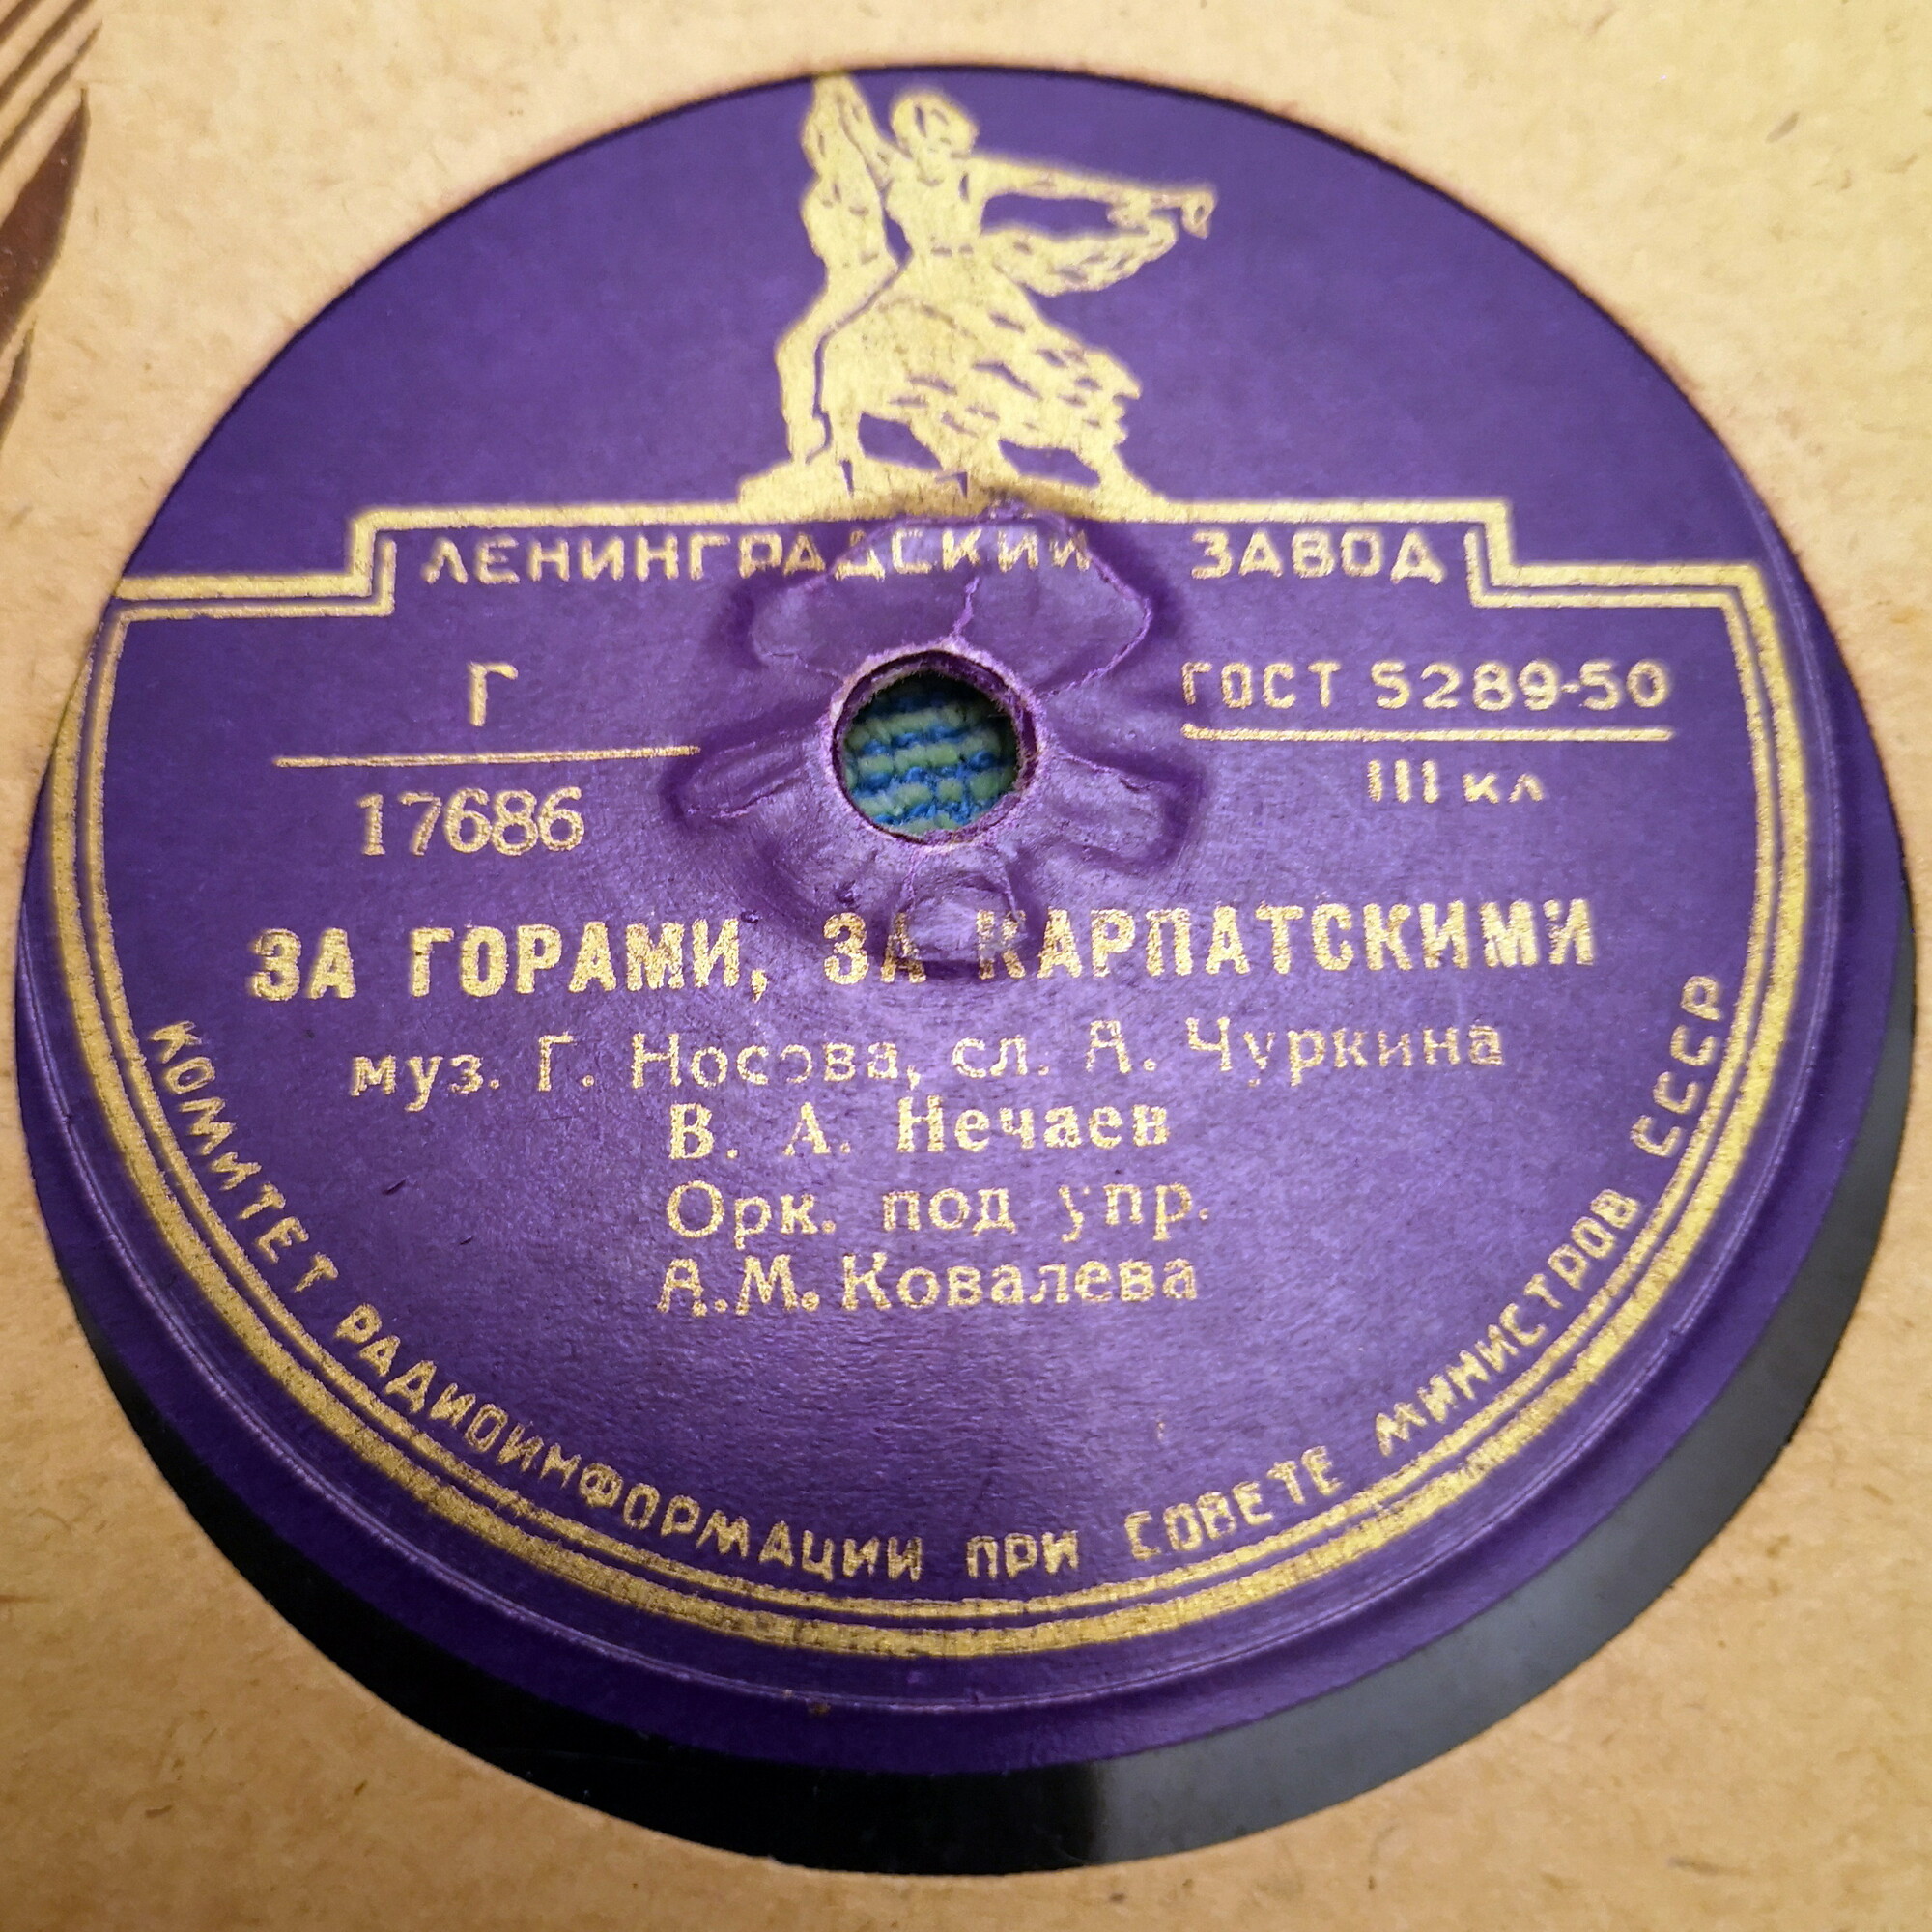 ЛЕНИНГРАДСКИЙ ЗАВОД
Г
17686
ГОСТ 5289-50
III кл
ЗА ГОРАМИ, ЗА КАРПАТСКИМИ
муз. Г. Носова, сл. А. Чуркина
В. А. Нечаев
Орк. под упр.
А.М. Ковалева
КОМИТЕТ РАДИОИНФОРМАЦИИ ПРИ СОВЕТЕ МИНИСТРОВ СССР